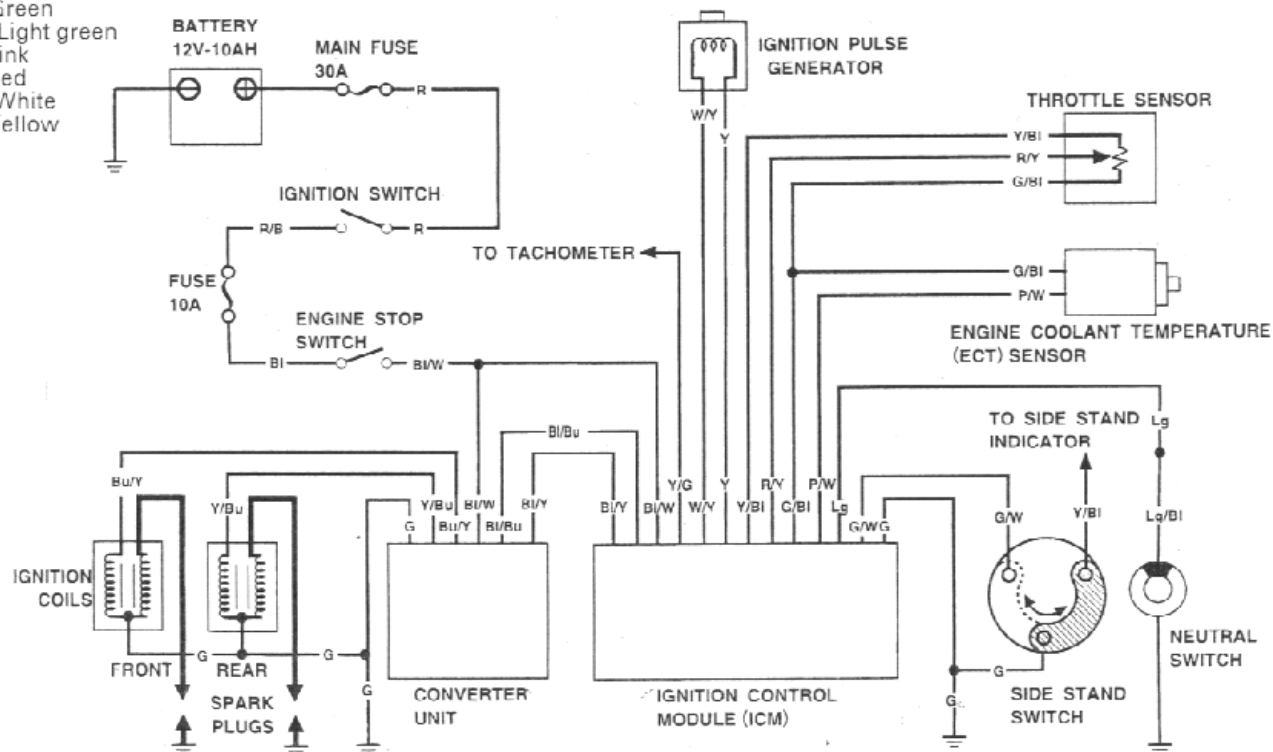 Green
Light green
ink
ed
White
ellow
BATTERY
12V-10AH
MAIN FUSE
30A
R
IGNITION PULSE
GENERATOR
W/Y
Y
THROTTLE SENSOR
Y/Bl
R/Y
G/Bl
IGNITION SWITCH
R/B
R
TO TACHOMETER
FUSE
10A
G/Bl
P/W
ENGINE COOLANT TEMPERATURE
(ECT) SENSOR
ENGINE STOP
SWITCH
Bl
Bl/W
TO SIDE STAND
INDICATOR
Lg
Bl/Bu
Bu/Y
Y/Bu
G
Y/Bu
Bu/Y
Bl/W
Bl/Bu
Bl/Y
Bl/Y
Bl/W
Y/G
W/Y
Y
Y/Bl
R/Y
G/Bl
P/W
Lg
G/W
G
G/W
Y/Bl
Lg/Bl
IGNITION
COILS
FRONT
G
REAR
G
G
SPARK
PLUGS
CONVERTER
UNIT
IGNITION CONTROL
MODULE (ICM)
G
G
SIDE STAND
SWITCH
NEUTRAL
SWITCH